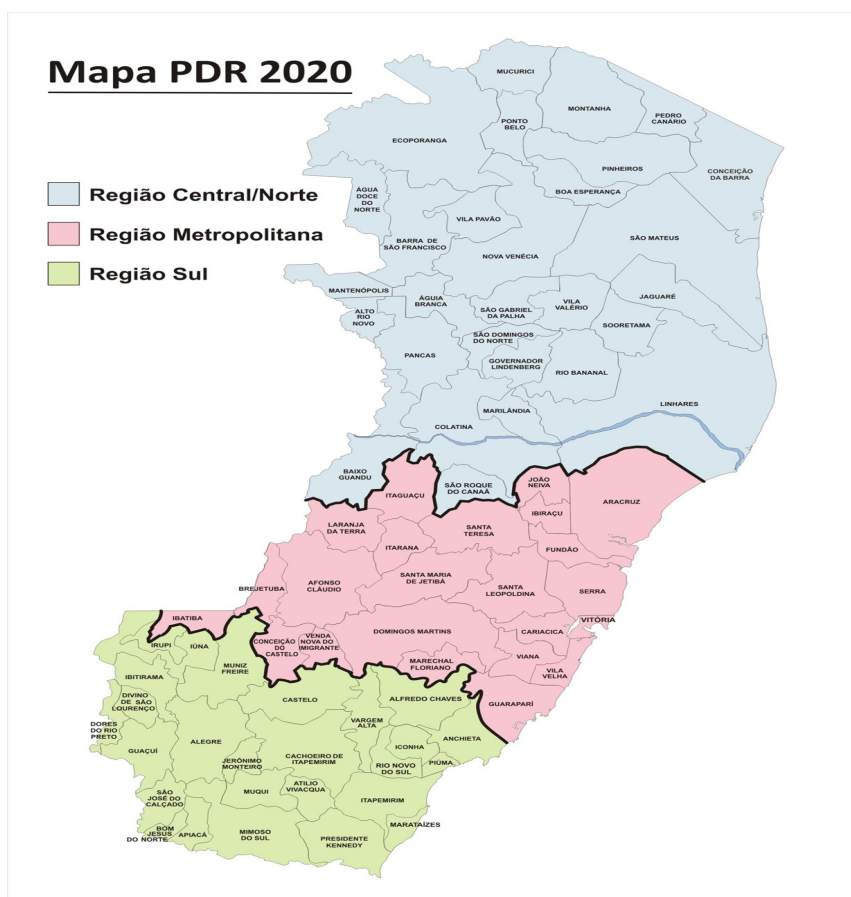 Mapa PDR 2020
Região Central/Norte
Região Metropolitana
Região Sul
MUCURICI
MONTANHA
PEDRO
CANÁRIO
PONTO
BELO
ECOPORANGA
PINHEIROS
CONCEIÇÃO
DA BARRA
ÁGUA
DOCE
DO
NORTE
BOA ESPERANÇA
VILA PAVÃO
BARRA DE
SÃO FRANCISCO
SÃO MATEUS
NOVA VENÉCIA
MANTENÓPOLIS
ÁGUIA
BRANCA
ALTO
RIO
NOVO
SÃO GABRIEL
DA PALHA
VILA
VALÉRIO
JAGUARÉ
SOORETAMA
SÃO DOMINGOS
DO NORTE
PANCAS
GOVERNADOR
LINDENBERG
RIO BANANAL
MARILÂNDIA
LINHARES
COLATINA
BAIXO
GUANDU
SÃO ROQUE
DO CANAÃ
ITAGUAÇU
JOÃO
NEIVA
ARACRUZ
IBIRAÇU
LARANJA
DA TERRA
SANTA
TERESA
ITARANA
FUNDÃO
SANTA MARIA
DE JETIBÁ
AFONSO
CLÁUDIO
BREJETUBA
SANTA
LEOPOLDINA
SERRA
VITÓRIA
IBATIBA
CONCEIÇÃO
DO
CASTELO
VENDA
NOVA DO
IMIGRANTE
DOMINGOS MARTINS
CARIACICA
VIANA
MARECHAL
FLORIANO
VILA
VELHA
GUARAPARÍ
IRUPI
IÚNA
MUNIZ
FREIRE
IBITIRAMA
CASTELO
ALFREDO CHAVES
DIVINO
DE SÃO
LOURENÇO
DORES
DO RIO
PRETO
VARGEM
ALTA
ANCHIETA
GUAÇUÍ
ALEGRE
ICONHA
CACHOEIRO DE
ITAPEMIRIM
JERÔNIMO
MONTEIRO
RIO NOVO
DO SUL
PIÚMA
SÃO
JOSÉ DO
CALÇADO
MUQUI
ATILIO
VIVACQUA
ITAPEMIRIM
BOM
JESUS
DO NORTE
APIACÁ
MIMOSO
DO SUL
PRESIDENTE
KENNEDY
MARATAÍZES